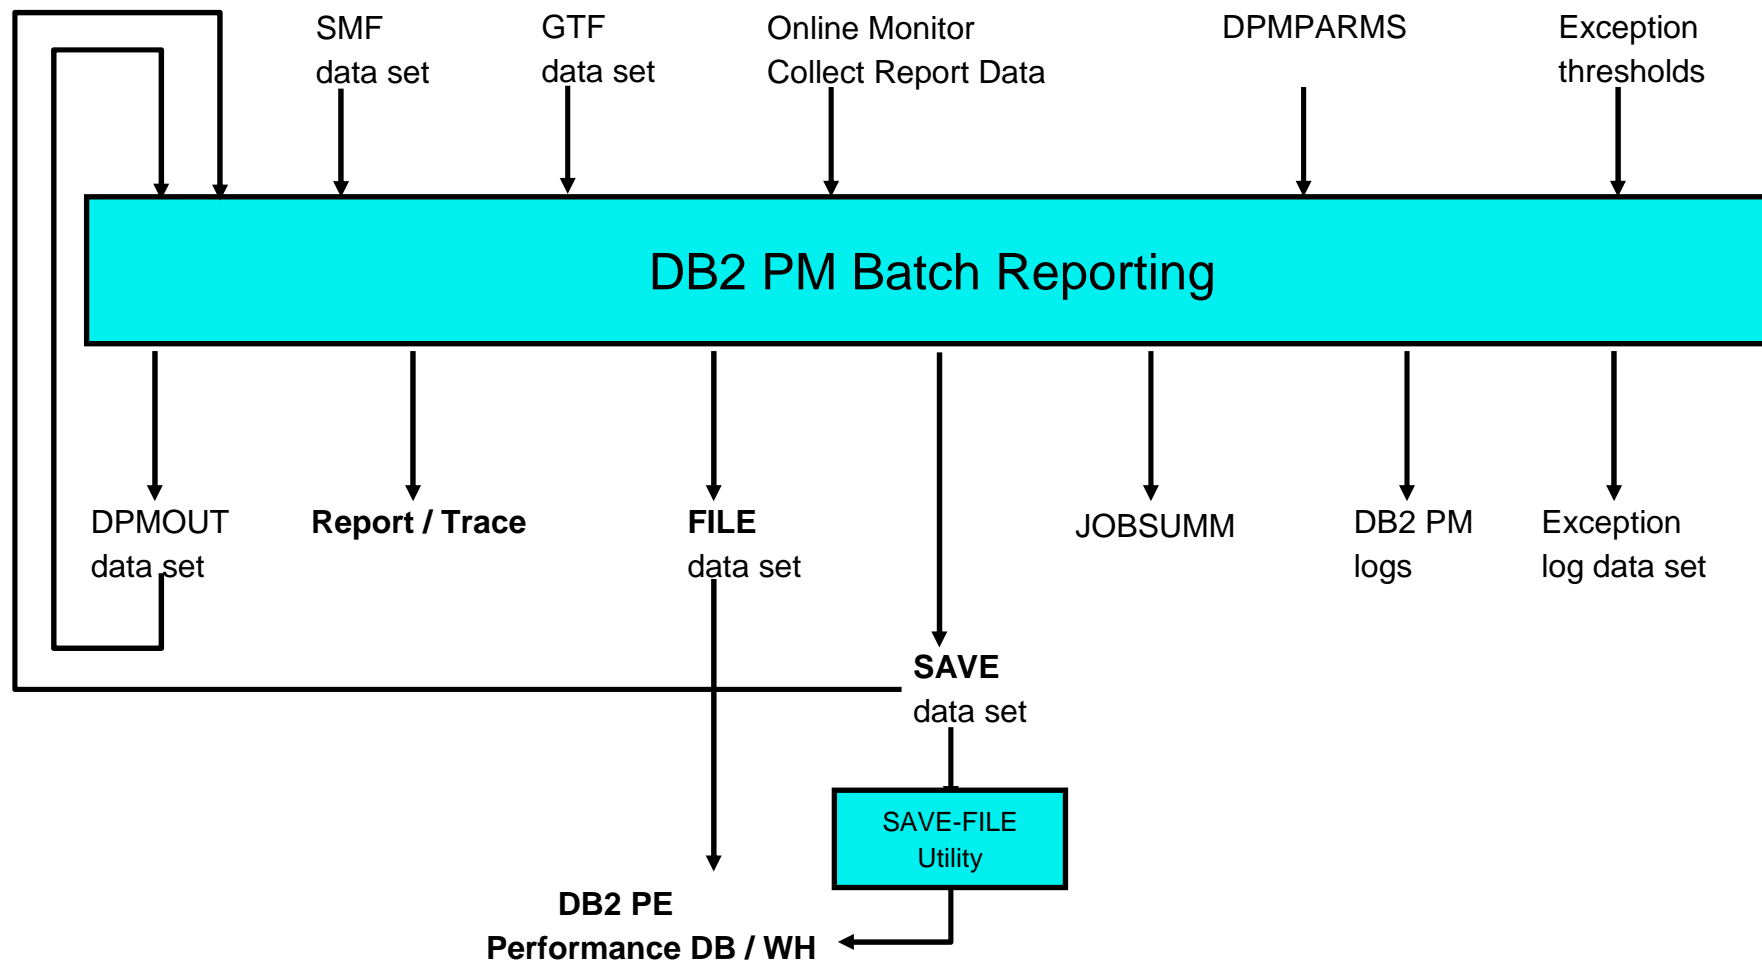 SMF
data set
GTF
data set
Online Monitor
Collect Report Data
DPMPARMS
Exception
thresholds
DB2 PM Batch Reporting
DPMOUT
data set
Report / Trace
FILE
data set
JOBSUMM
DB2 PM
logs
Exception
log data set
SAVE
data set
SAVE-FILE
Utility
DB2 PE
Performance DB / WH